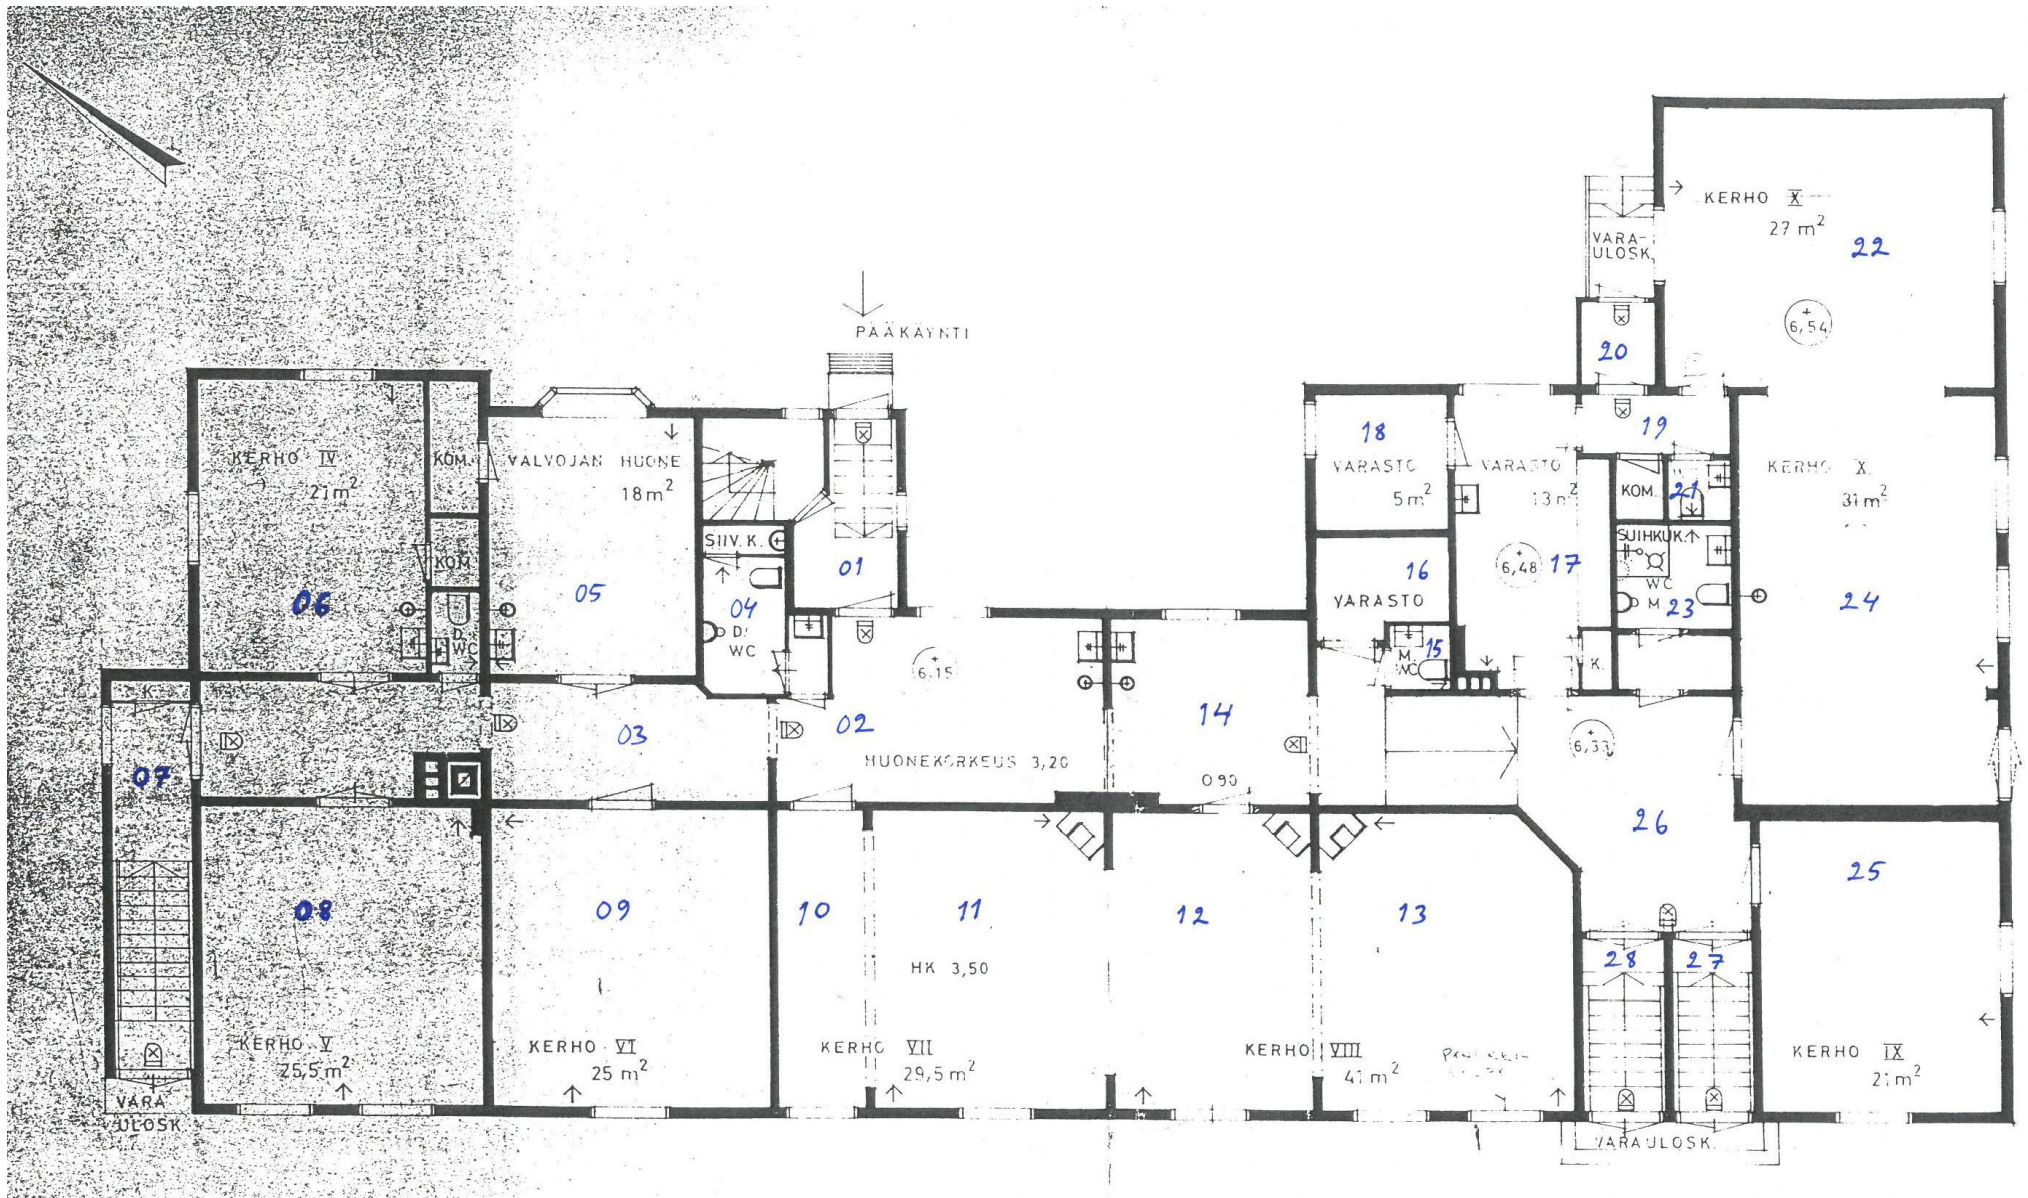 KERHO X
27 m²
22
VARA-
ULOSK.
6,54
PÄÄKÄYNTI
20
19
18
VARASTO
5 m²
VARASTO
13 m²
KERHO X
31 m²
KERHO IV
21 m²
KOM.
VALVOJAN HUONE
18 m²
KOM.
21
SIIV. K.
SUIHKUK.
01
16
6,48
17
KOM
06
05
04
VARASTO
WC
M
23
24
D.
WC
D.
WC
15
M.
WC
6,15
K.
K.
03
02
14
07
HUONEKORKEUS 3,20
090
6,33
26
25
08
09
10
11
12
13
HK 3,50
28
27
KERHO V
25,5 m²
KERHO VI
25 m²
KERHO VII
29,5 m²
KERHO VIII
41 m²
KERHO IX
21 m²
VARA
ULOSK
VARAULOSK.